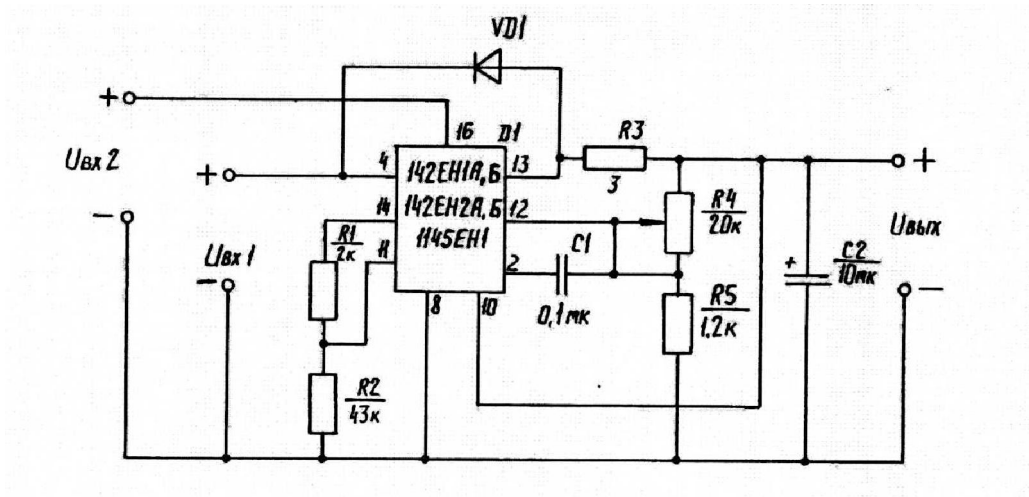 VD1
+
16
D1
R3
Uвх 2
+
4
142ЕН1А,Б
13
3
+
14
142ЕН2А,Б
12
R4
20к
Uвых
−
R1
2к
1145ЕН1
C1
+
C2
10мк
Uвх 1
11
2
−
−
8
10
0,1мк
R5
1,2к
R2
43к